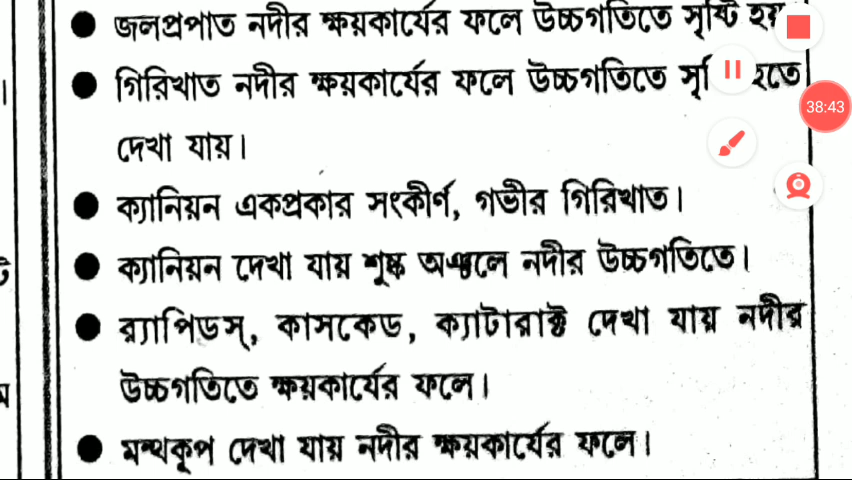 ● জলপ্রপাত নদীর ক্ষয়কার্যের ফলে উচ্চগতিতে সৃষ্টি হয়
● গিরিখাত নদীর ক্ষয়কার্যের ফলে উচ্চগতিতে হতে
38:43
দেখা যায়।
● ক্যানিয়ন একপ্রকার সংকীর্ণ, গভীর গিরিখাত।
● ক্যানিয়ন দেখা যায় শুষ্ক অঞ্চলে নদীর উচ্চগতিতে।
● র‍্যাপিডস্, কাসকেড, ক্যাটারাক্ট দেখা যায় নদীর
উচ্চগতিতে ক্ষয়কার্যের ফলে।
● মন্থকূপ দেখা যায় নদীর ক্ষয়কার্যের ফলে।